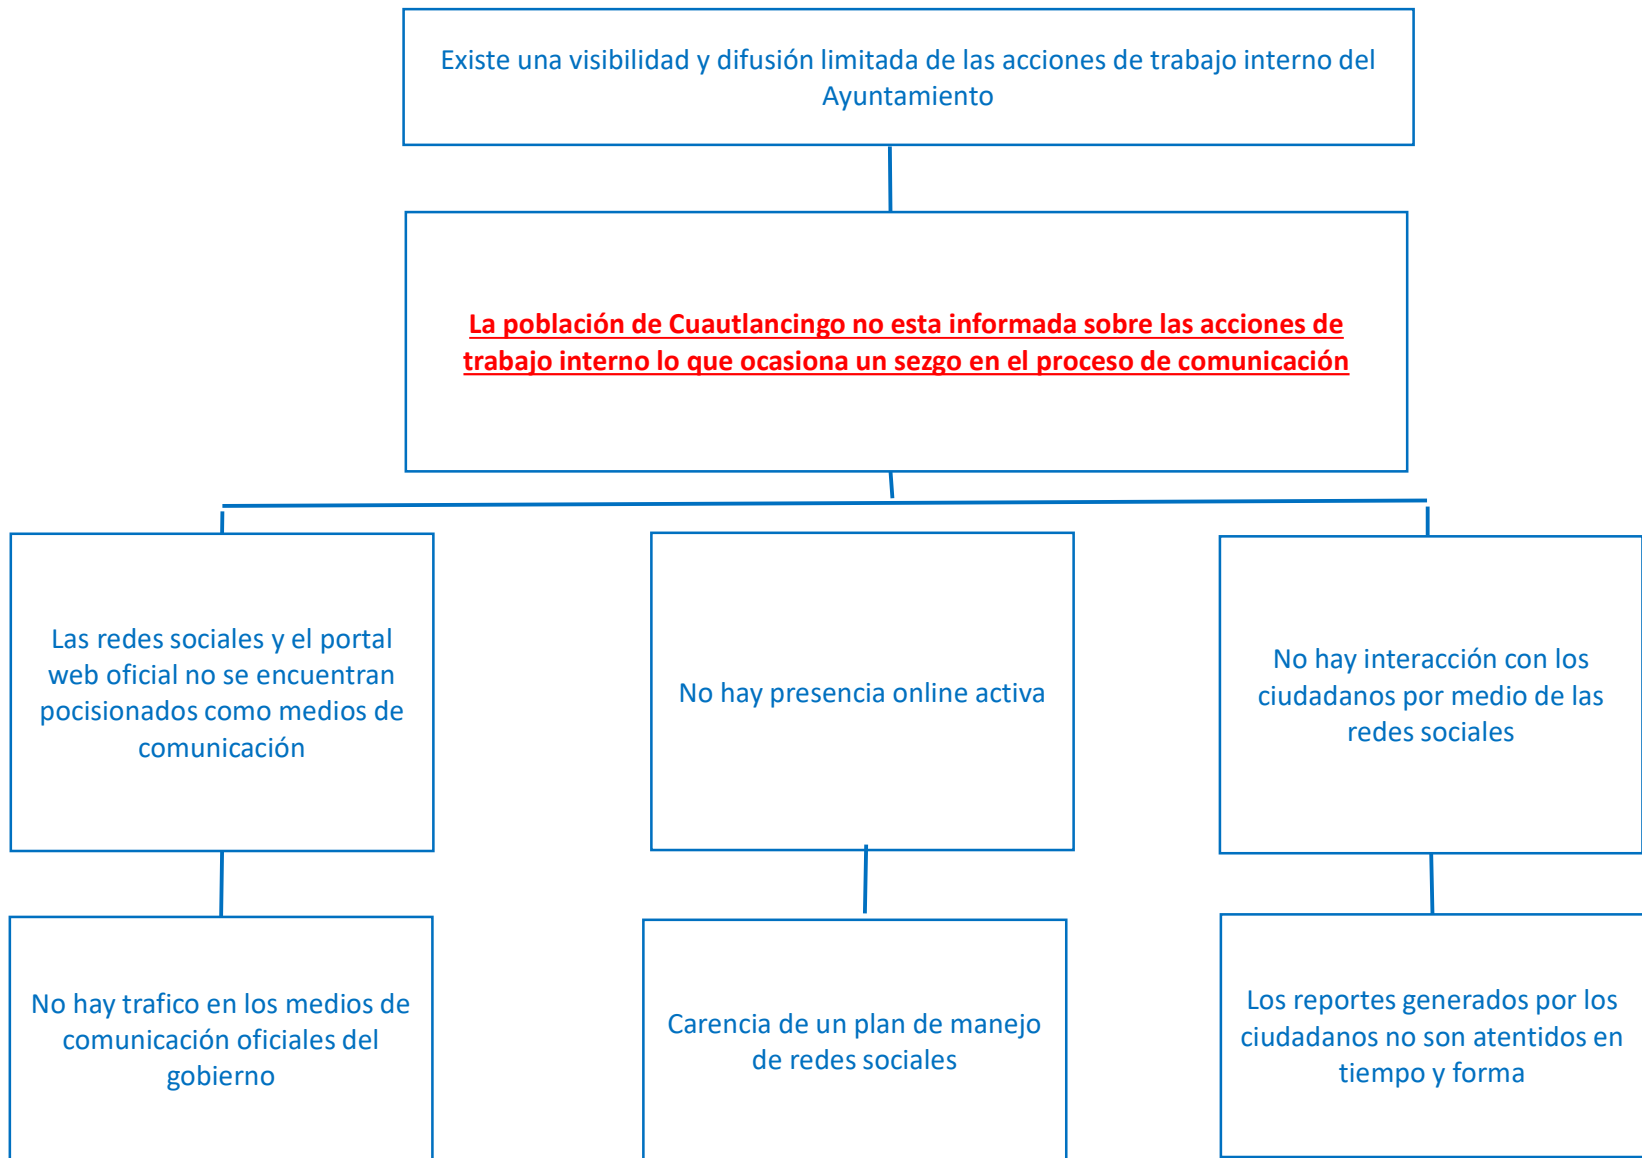 Existe una visibilidad y difusión limitada de las acciones de trabajo interno del
Ayuntamiento
La población de Cuautlancingo no esta informada sobre las acciones de
trabajo interno lo que ocasiona un sezgo en el proceso de comunicación
Las redes sociales y el portal
web oficial no se encuentran
pocisionados como medios de
comunicación
No hay presencia online activa
No hay interacción con los
ciudadanos por medio de las
redes sociales
No hay trafico en los medios de
comunicación oficiales del
gobierno
Carencia de un plan de manejo
de redes sociales
Los reportes generados por los
ciudadanos no son atentidos en
tiempo y forma